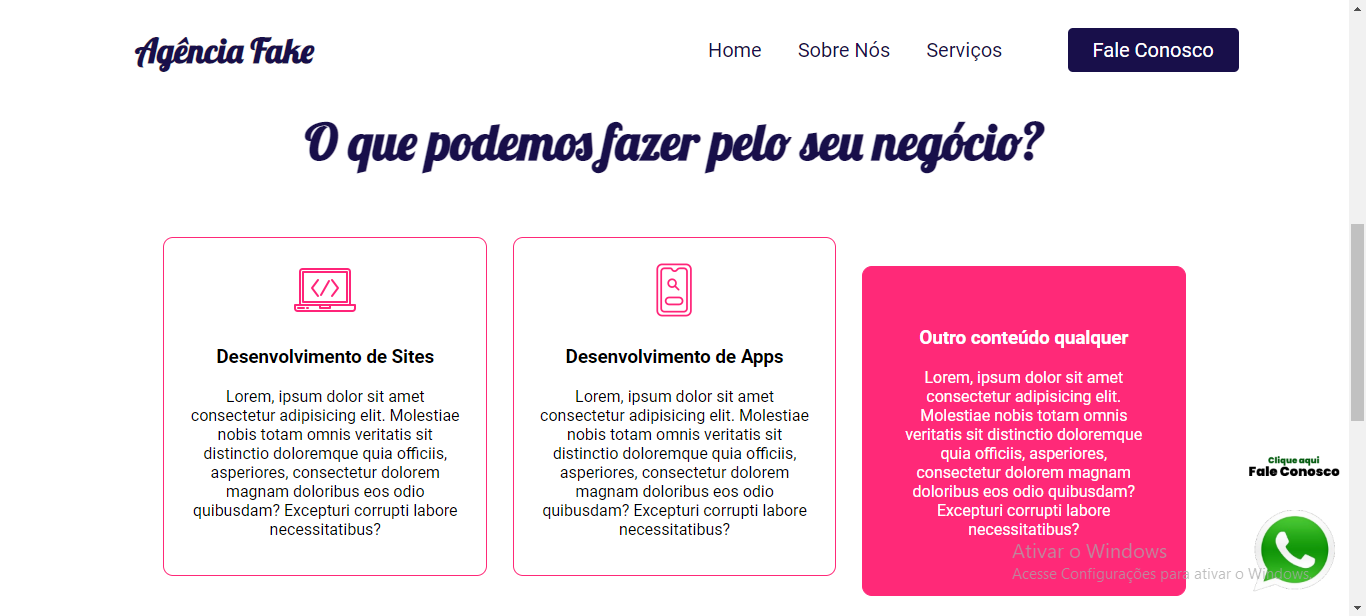 Agência Fake
Home
Sobre Nós
Serviços
Fale Conosco
O que podemos fazer pelo seu negócio?
Desenvolvimento de Sites
Lorem, ipsum dolor sit amet
consectetur adipisicing elit. Molestiae
nobis totam omnis veritatis sit
distinctio doloremque quia officiis,
asperiores, consectetur dolorem
magnam doloribus eos odio
quibusdam? Excepturi corrupti labore
necessitatibus?
Desenvolvimento de Apps
Lorem, ipsum dolor sit amet
consectetur adipisicing elit. Molestiae
nobis totam omnis veritatis sit
distinctio doloremque quia officiis,
asperiores, consectetur dolorem
magnam doloribus eos odio
quibusdam? Excepturi corrupti labore
necessitatibus?
Outro conteúdo qualquer
Lorem, ipsum dolor sit amet
consectetur adipisicing elit.
Molestiae nobis totam omnis
veritatis sit distinctio doloremque
quia officiis, asperiores,
consectetur dolorem magnam
doloribus eos odio quibusdam?
Excepturi corrupti labore
necessitatibus?
Clique aqui
Fale Conosco
Ativar o Windows
Acesse Configurações para ativar o Windows.